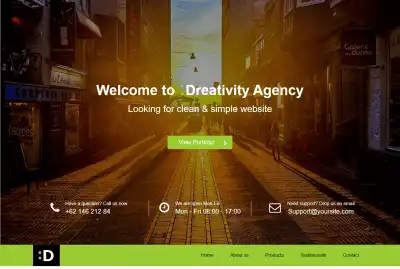 Welcome to :Dreativity Agency
Looking for clean & simple website
View Portfolio
Have a question? Call us now
+62 146 212 84
We are open Mon-Fri
Mon - Fri 08:00 - 17:00
Need support? Drop us an email
Support@yoursite.com
:D
Home
About us
Products
Testimonials
Contact